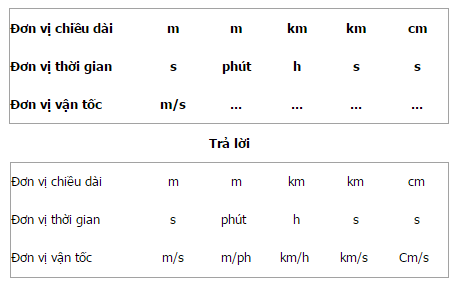 Đơn vị chiều dài m m km km cm
Đơn vị thời gian s phút h s s
Đơn vị vận tốc m/s ... ... ... ...
Trả lời
Đơn vị chiều dài m m km km cm
Đơn vị thời gian s phút h s s
Đơn vị vận tốc m/s m/ph km/h km/s Cm/s